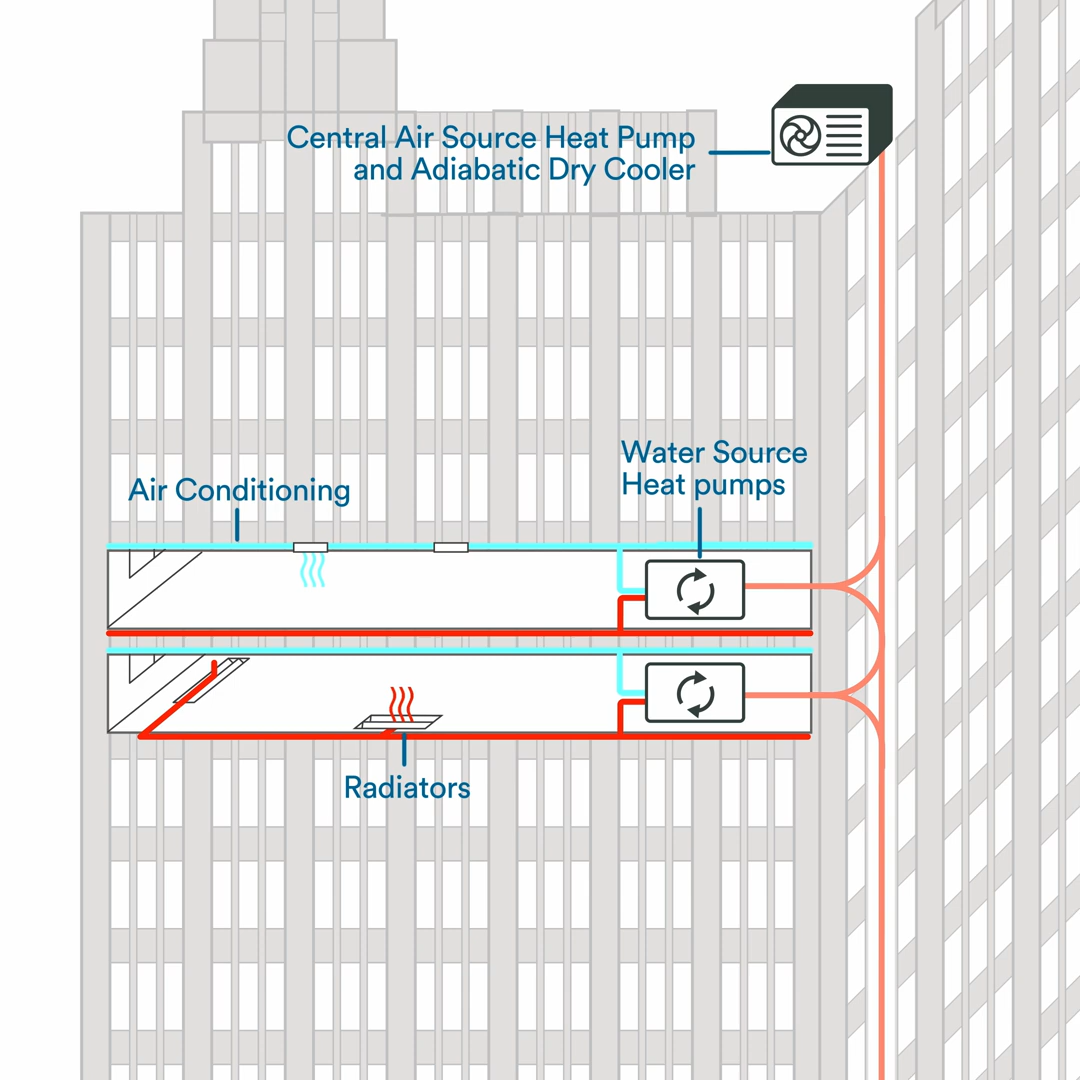 Central Air Source Heat Pump
and Adiabatic Dry Cooler
Water Source
Heat pumps
Air Conditioning
Radiators